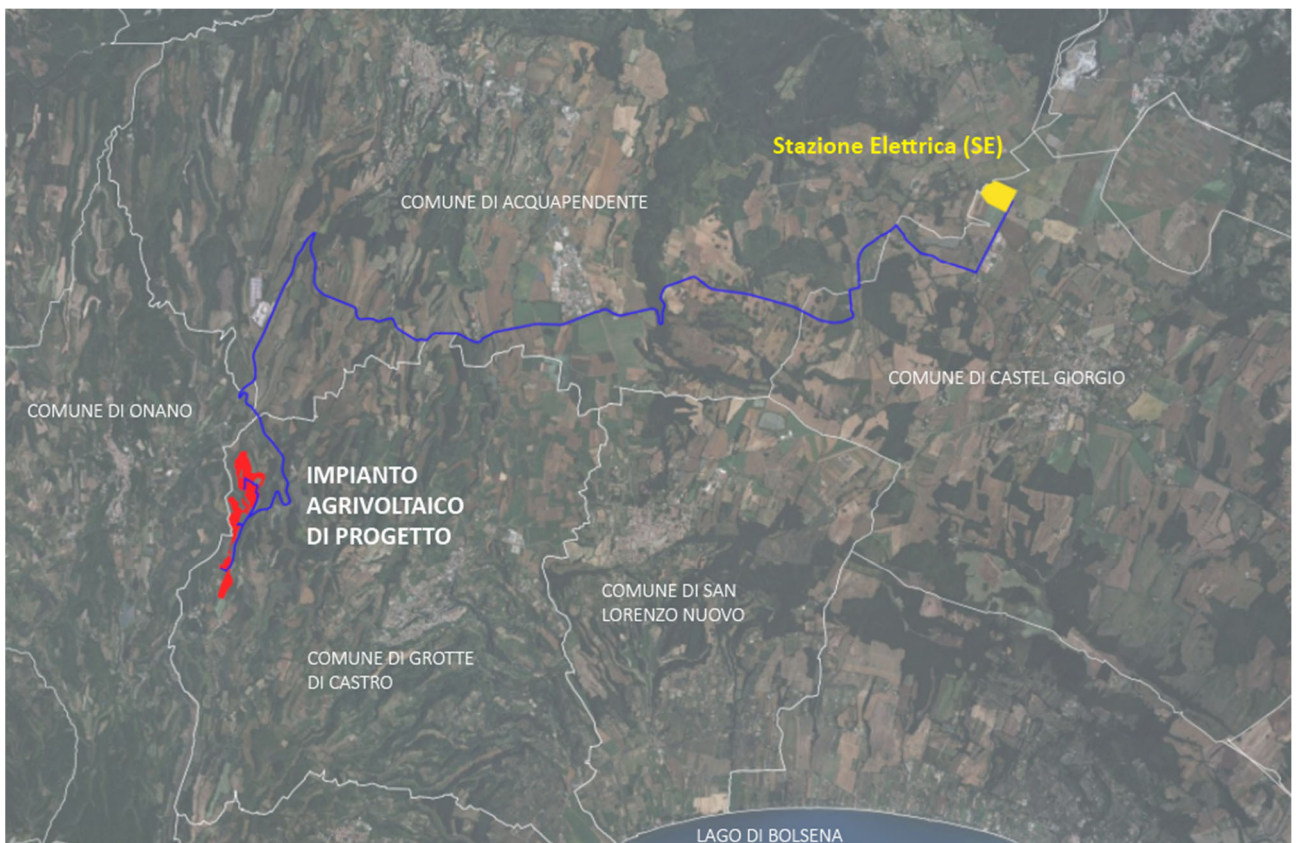 Stazione Elettrica (SE)
COMUNE DI ACQUAPENDENTE
COMUNE DI CASTEL GIORGIO
COMUNE DI ONANO
IMPIANTO
AGRIVOLTAICO
DI PROGETTO
COMUNE DI SAN
LORENZO NUOVO
COMUNE DI GROTTE
DI CASTRO
LAGO DI BOLSENA